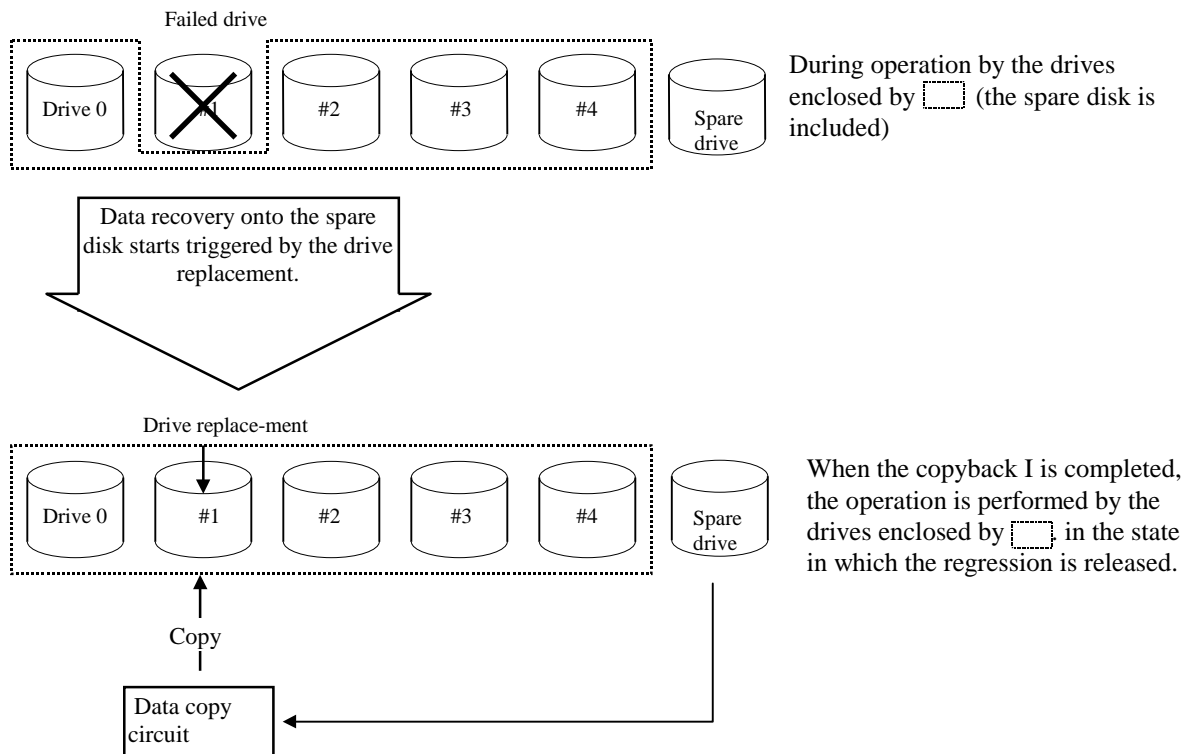 Failed drive
Drive 0
#1
#2
#3
#4
Spare
drive
During operation by the drives
enclosed by (the spare disk is
included)
Data recovery onto the spare
disk starts triggered by the drive
replacement.
Drive replace-ment
Drive 0
#1
#2
#3
#4
Spare
drive
When the copyback I is completed,
the operation is performed by the
drives enclosed by . in the state
in which the regression is released.
Copy
Data copy
circuit